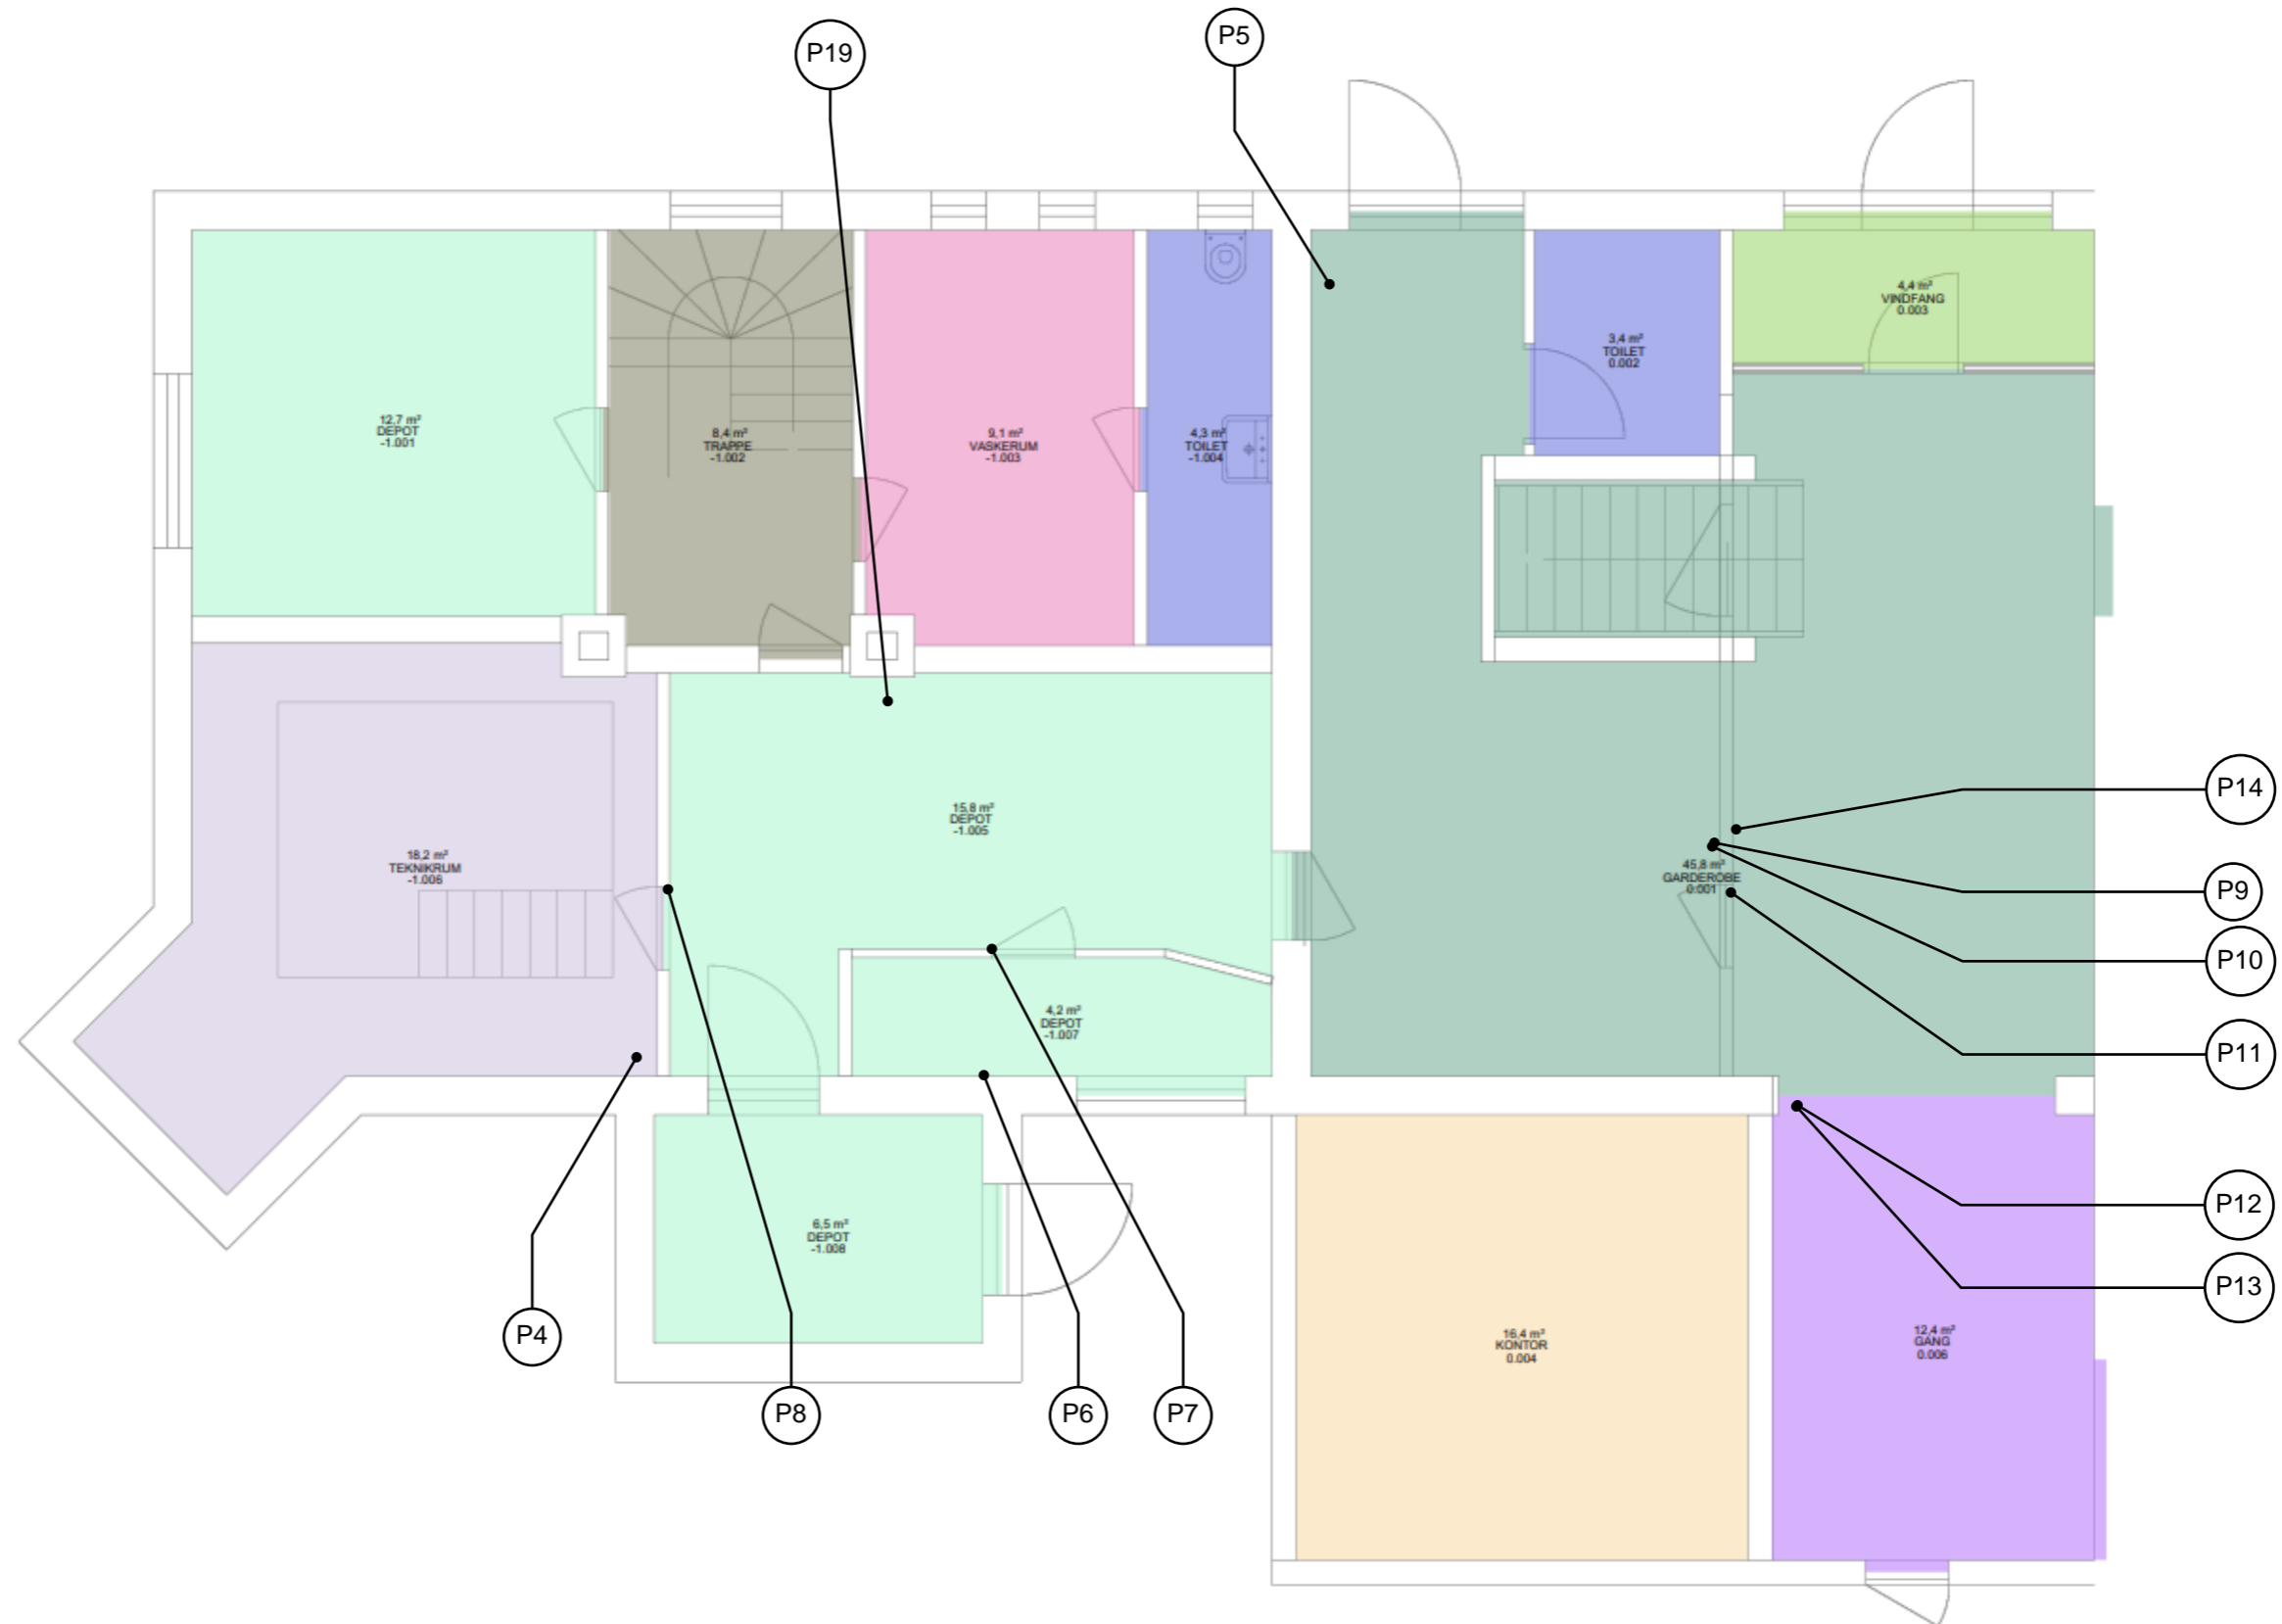 P19
P5
4,4 m²
VINDFANG
0.003
3,4 m²
TOILET
0.002
12,7 m²
DEPOT
-1.001
8,4 m²
TRAPPE
-1.002
9,1 m²
VASKERUM
-1.003
4,3 m²
TOILET
-1.004
P14
15,8 m²
DEPOT
-1.005
18,2 m²
TEKNIKRUM
-1.006
45,8 m²
GARDEROBE
0.001
P9
P10
4,2 m²
DEPOT
-1.007
P11
P12
6,5 m²
DEPOT
-1.008
P13
P4
16,4 m²
KONTOR
0.004
12,4 m²
GANG
0.006
P8
P6
P7